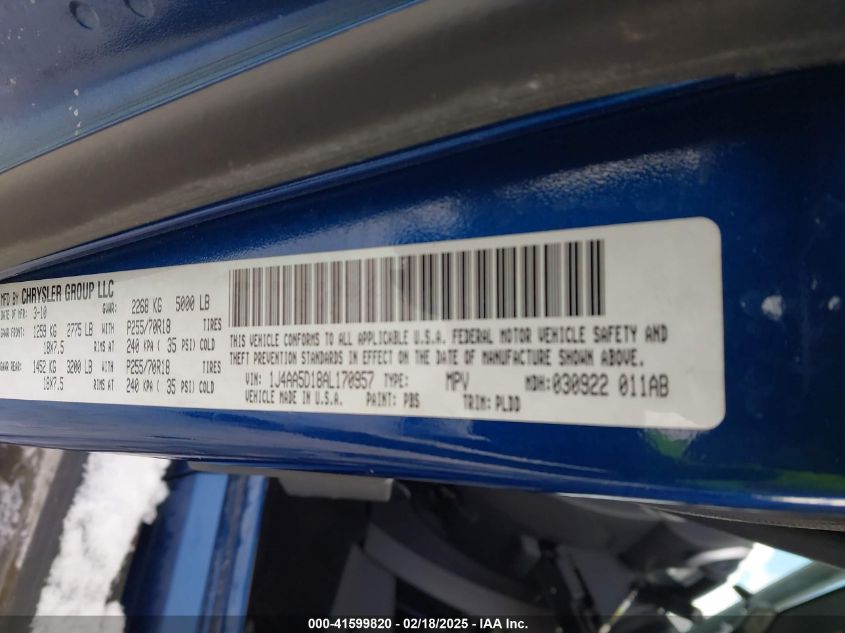 MFD BY CHRYSLER GROUP LLC
DATE OF MFR: 3-10 GVWR: 2268 KG 5000 LB
GAWR FRONT: 1259 KG 2775 LB WITH P255/70R18 TIRES
18X7.5 RIMS AT 240 KPA ( 35 PSI) COLD
GAWR REAR: 1452 KG 3200 LB WITH P255/70R18 TIRES
18X7.5 RIMS AT 240 KPA ( 35 PSI) COLD
THIS VEHICLE CONFORMS TO ALL APPLICABLE U.S.A. FEDERAL MOTOR VEHICLE SAFETY AND
THEFT PREVENTION STANDARDS IN EFFECT ON THE DATE OF MANUFACTURE SHOWN ABOVE.
VIN: 1J4AA5D18AL170957 TYPE: MPV MDH: 030922 011AB
VEHICLE MADE IN U.S.A. PAINT: PBS TRIM: PLDD
000-41599820 / 02/18/2025 - IAA Inc.